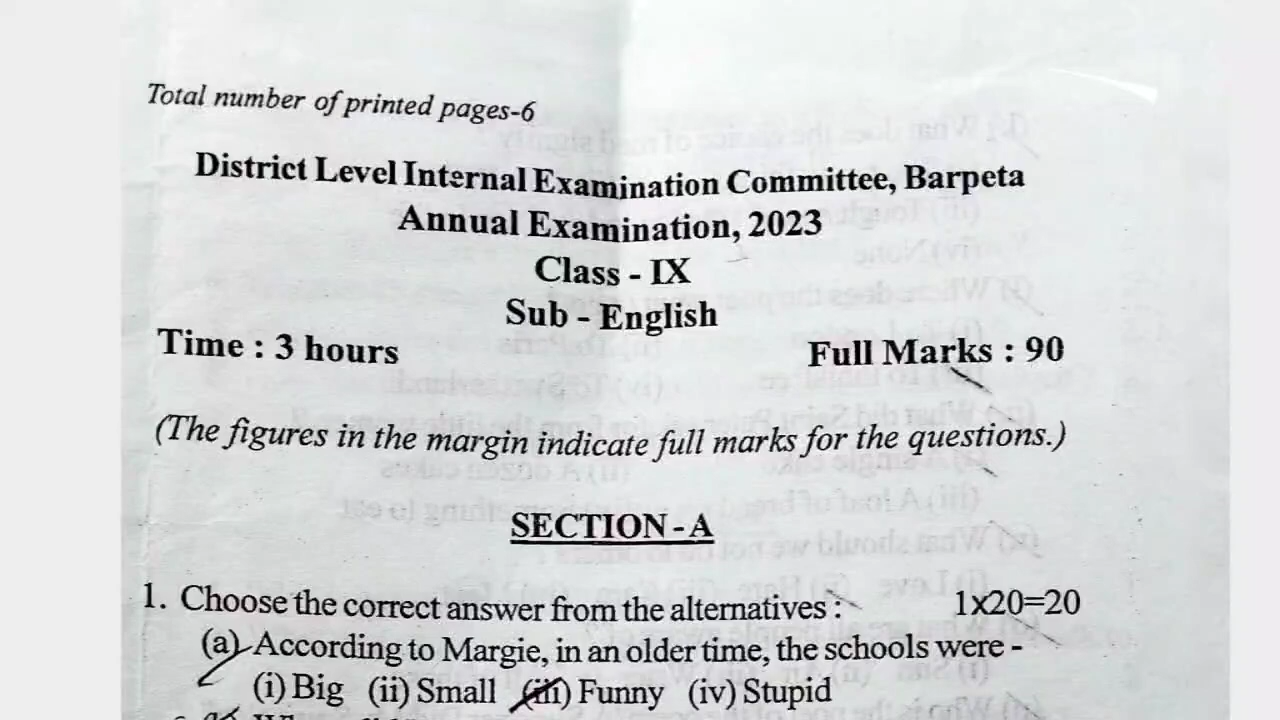 Total number of printed pages-6
District Level Internal Examination Committee, Barpeta
Annual Examination, 2023
Class - IX
Sub - English
Time : 3 hours Full Marks : 90
(The figures in the margin indicate full marks for the questions.)
SECTION - A
1. Choose the correct answer from the alternatives : 1x20=20
(a) According to Margie, in an older time, the schools were -
(i) Big (ii) Small (iii) Funny (iv) Stupid